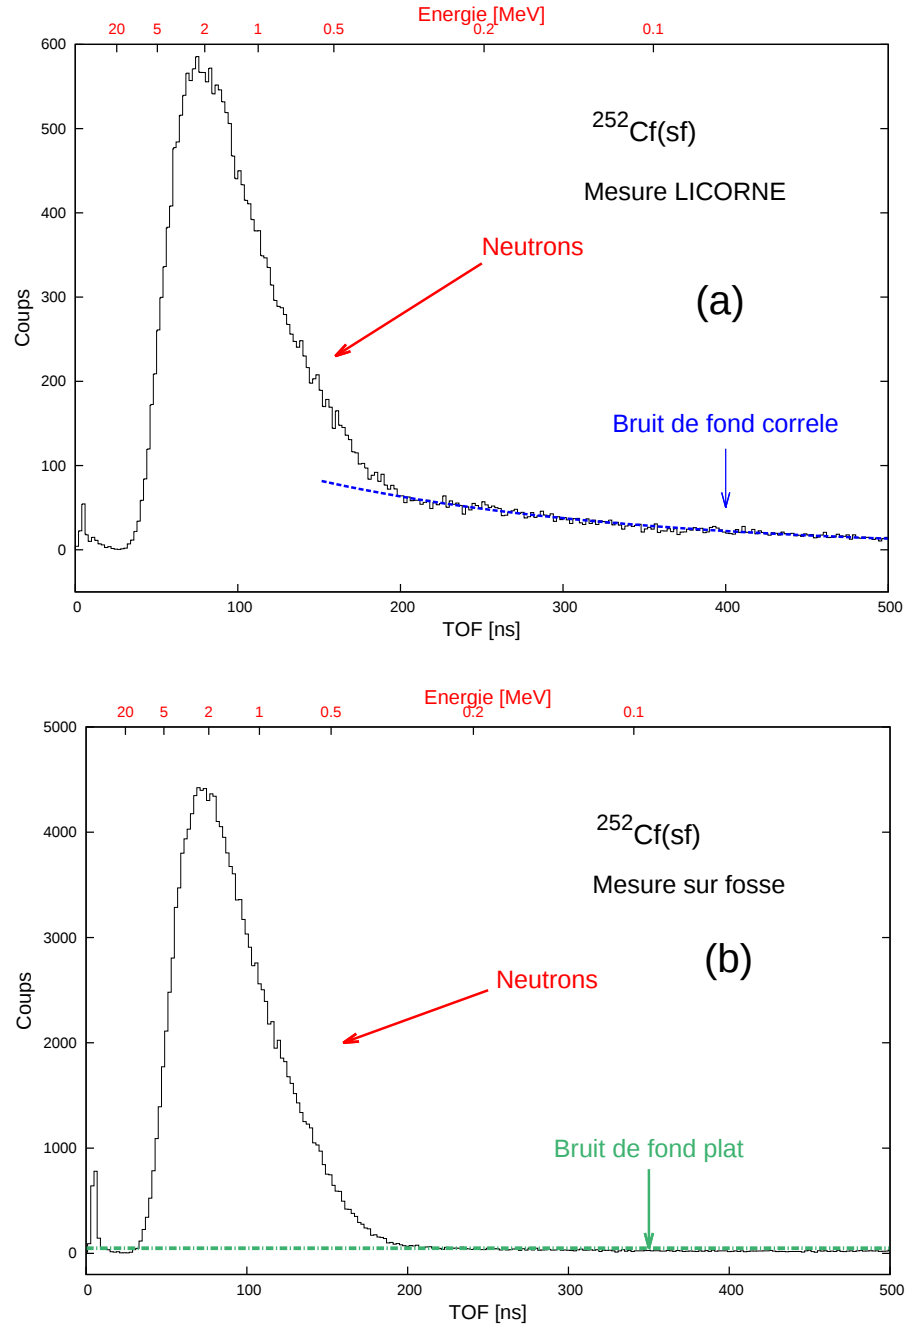 Energie [MeV]
20 5 2 1 0.5 0.2 0.1
600
500
400
300
200
100
0
Coups
²⁵²Cf(sf)
Mesure LICORNE
Neutrons
(a)
Bruit de fond correle
0 100 200 300 400 500
TOF [ns]
Energie [MeV]
20 5 2 1 0.5 0.2 0.1
5000
4000
3000
2000
1000
0
Coups
²⁵²Cf(sf)
Mesure sur fosse
(b)
Neutrons
Bruit de fond plat
0 100 200 300 400 500
TOF [ns]